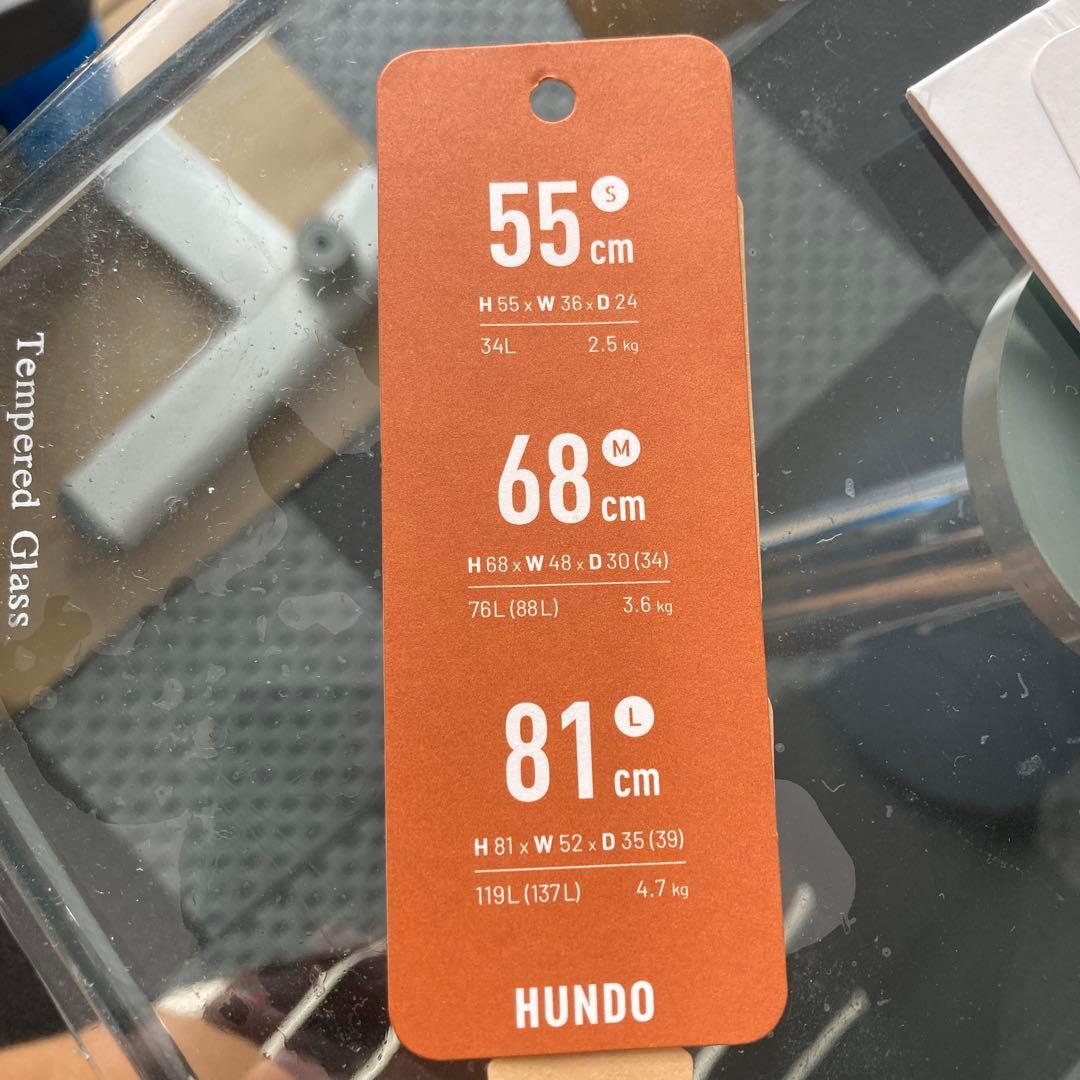 55 S
cm
H 55 x W 36 x D 24
34L 2.5 kg
68 M
cm
H 68 x W 48 x D 30 (34)
76L (88L) 3.6 kg
81 L
cm
H 81 x W 52 x D 35 (39)
119L (137L) 4.7 kg
HUNDO
Tempered Glass